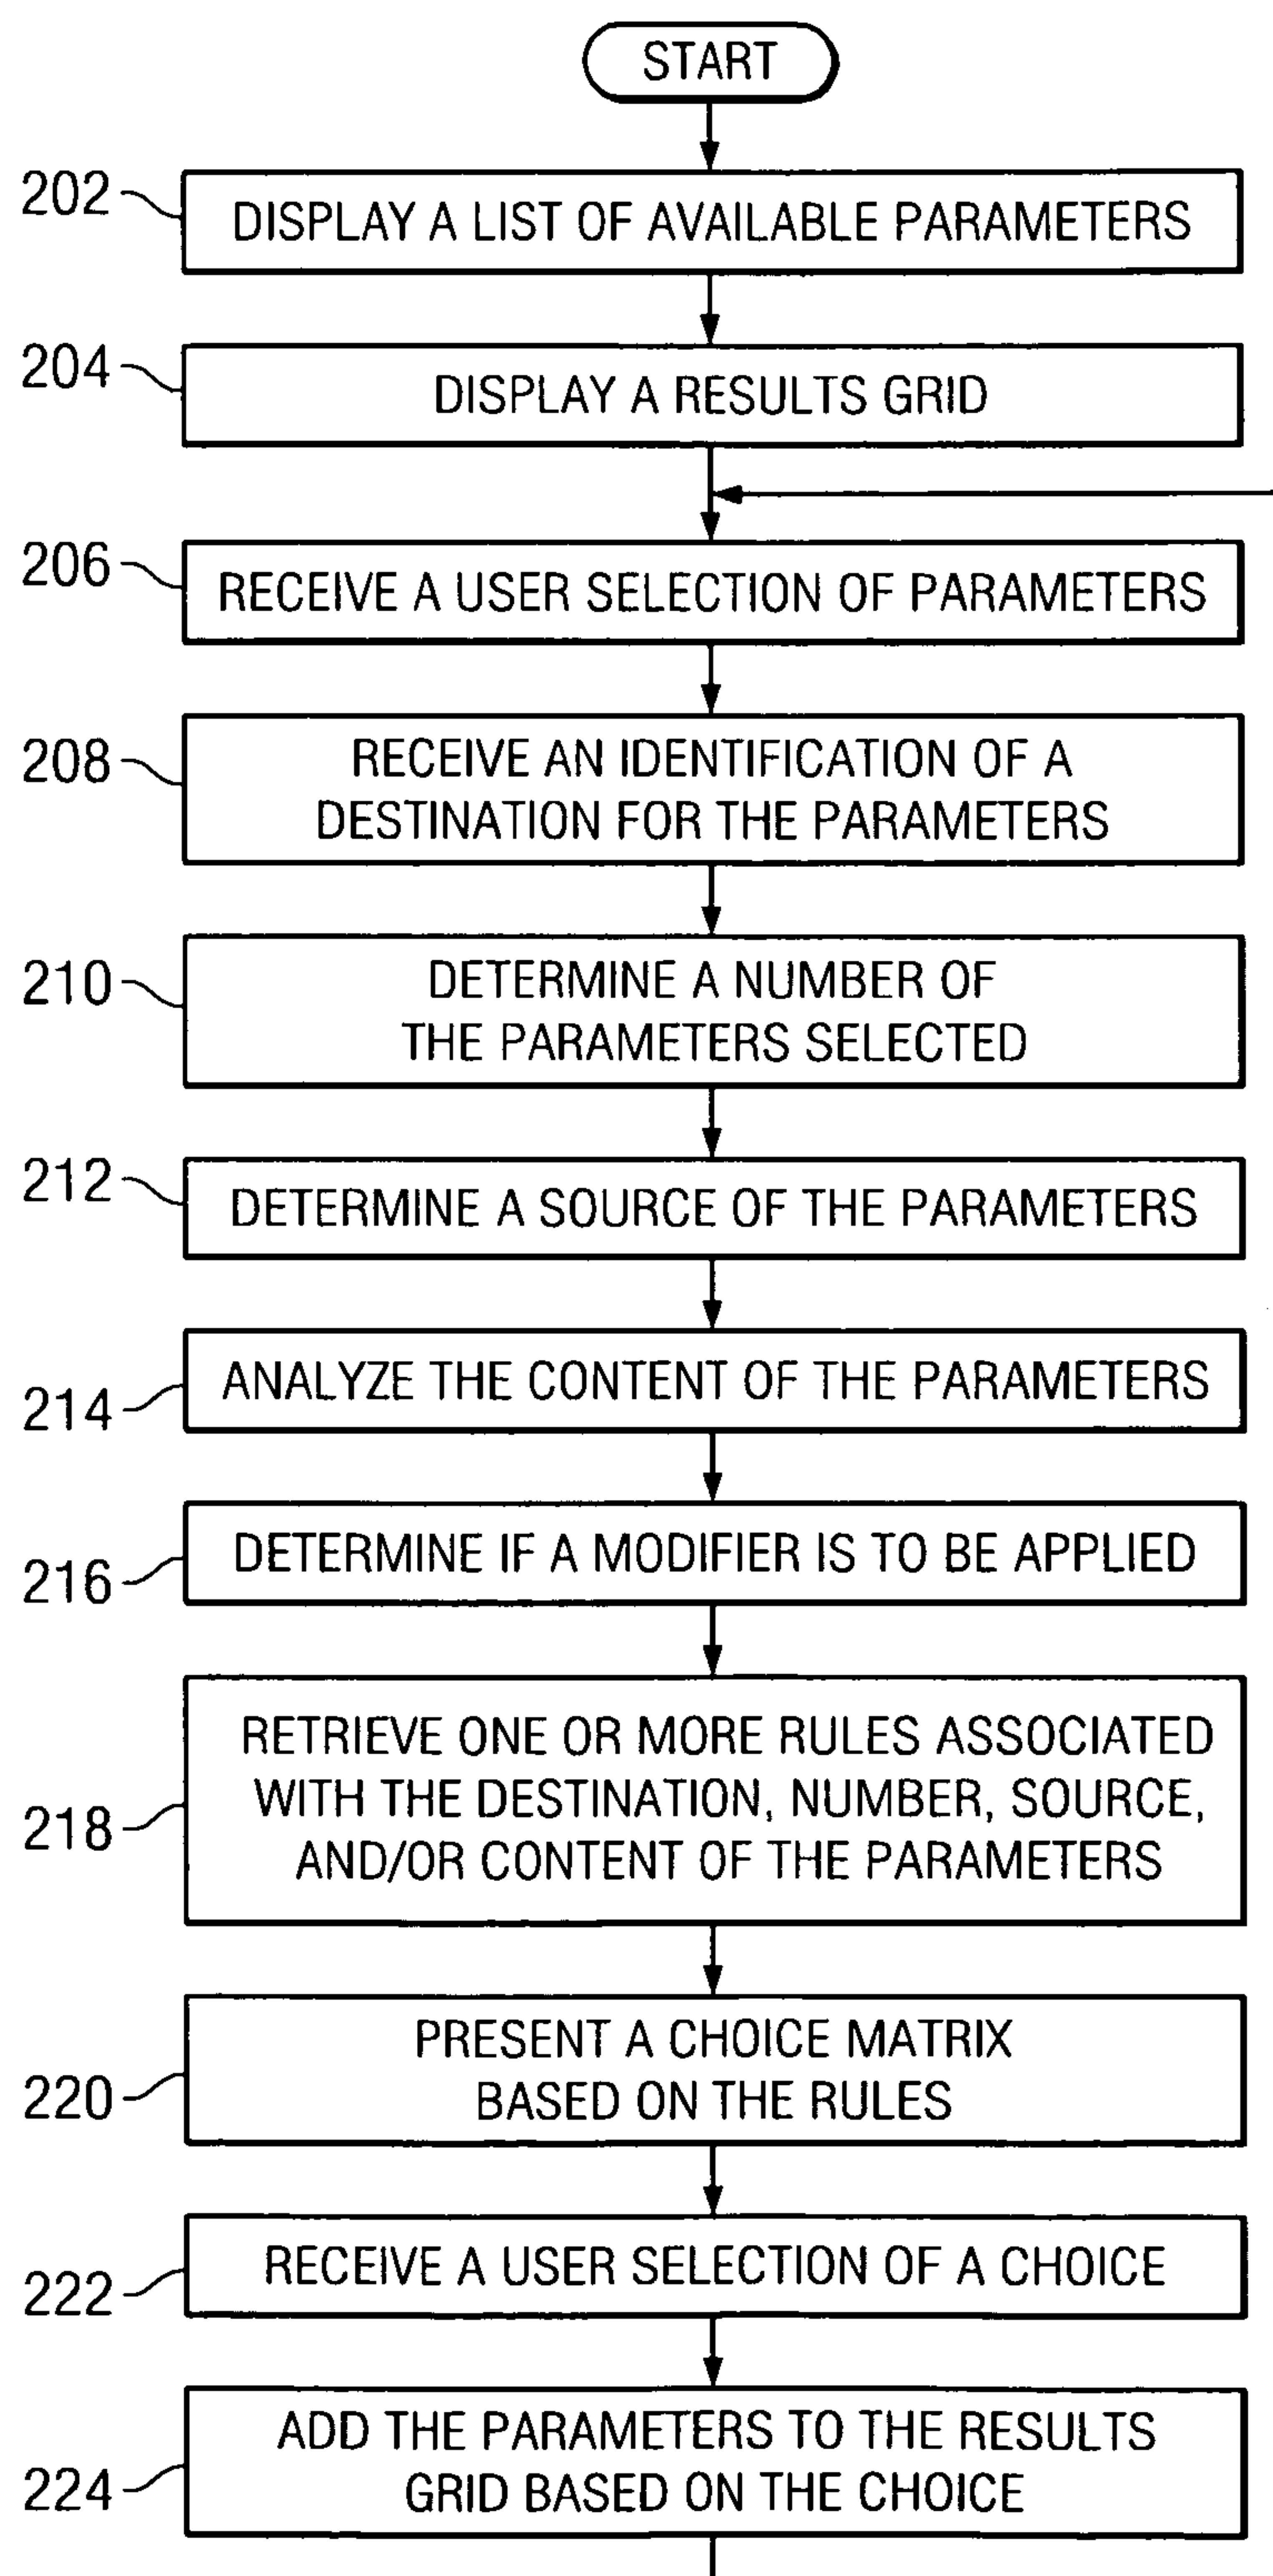 START
202
DISPLAY A LIST OF AVAILABLE PARAMETERS
204
DISPLAY A RESULTS GRID
206
RECEIVE A USER SELECTION OF PARAMETERS
208
RECEIVE AN IDENTIFICATION OF A
DESTINATION FOR THE PARAMETERS
210
DETERMINE A NUMBER OF
THE PARAMETERS SELECTED
212
DETERMINE A SOURCE OF THE PARAMETERS
214
ANALYZE THE CONTENT OF THE PARAMETERS
216
DETERMINE IF A MODIFIER IS TO BE APPLIED
218
RETRIEVE ONE OR MORE RULES ASSOCIATED
WITH THE DESTINATION, NUMBER, SOURCE,
AND/OR CONTENT OF THE PARAMETERS
220
PRESENT A CHOICE MATRIX
BASED ON THE RULES
222
RECEIVE A USER SELECTION OF A CHOICE
224
ADD THE PARAMETERS TO THE RESULTS
GRID BASED ON THE CHOICE